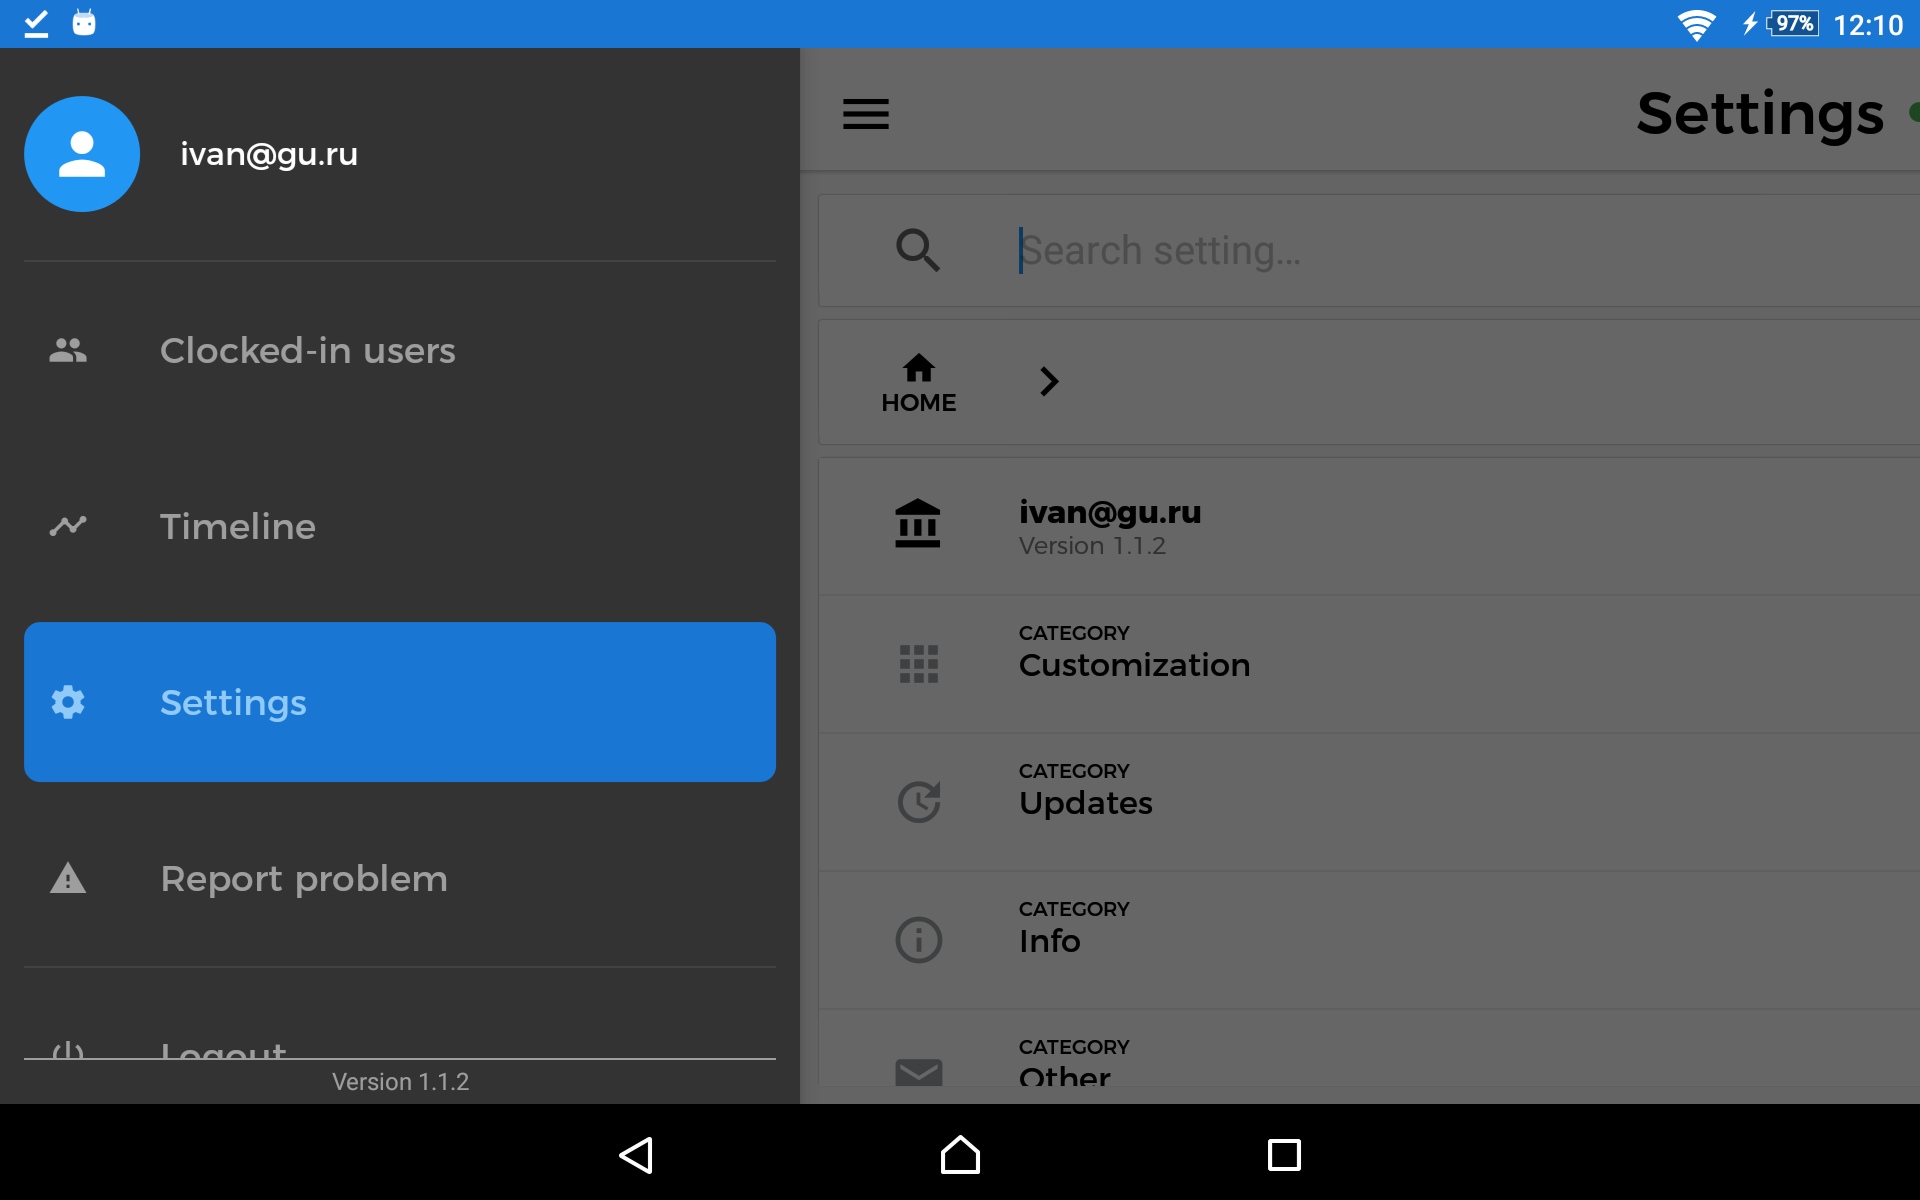 97% 12:10
ivan@gu.ru
Clocked-in users
Timeline
Settings
Report problem
Logout
Version 1.1.2
Settings
Search setting...
HOME
ivan@gu.ru
Version 1.1.2
CATEGORY
Customization
CATEGORY
Updates
CATEGORY
Info
CATEGORY
Other